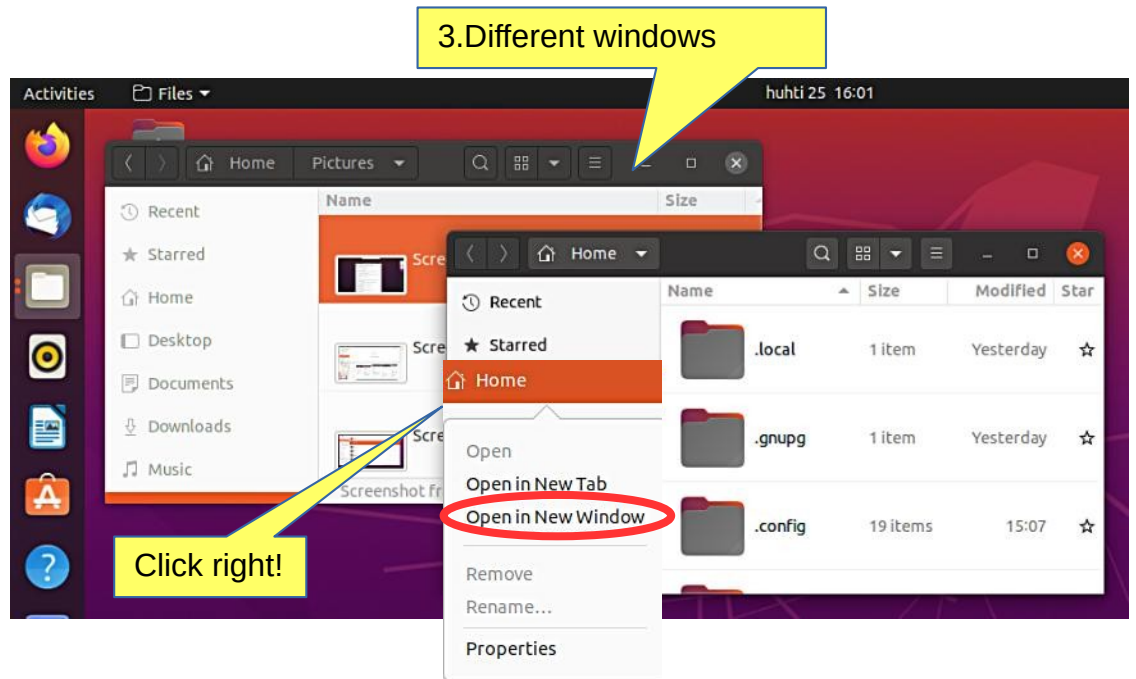 3.Different windows
Activities Files huhti 25 16:01
Home Pictures
Name Size
Recent
Starred
Home
Desktop
Documents
Downloads
Music
Scre
Scre
Scre
Screenshot fr
Home
Name Size Modified Star
Recent
Starred
Home
.local 1 item Yesterday
.gnupg 1 item Yesterday
.config 19 items 15:07
Open
Open in New Tab
Open in New Window
Remove
Rename...
Properties
Click right!